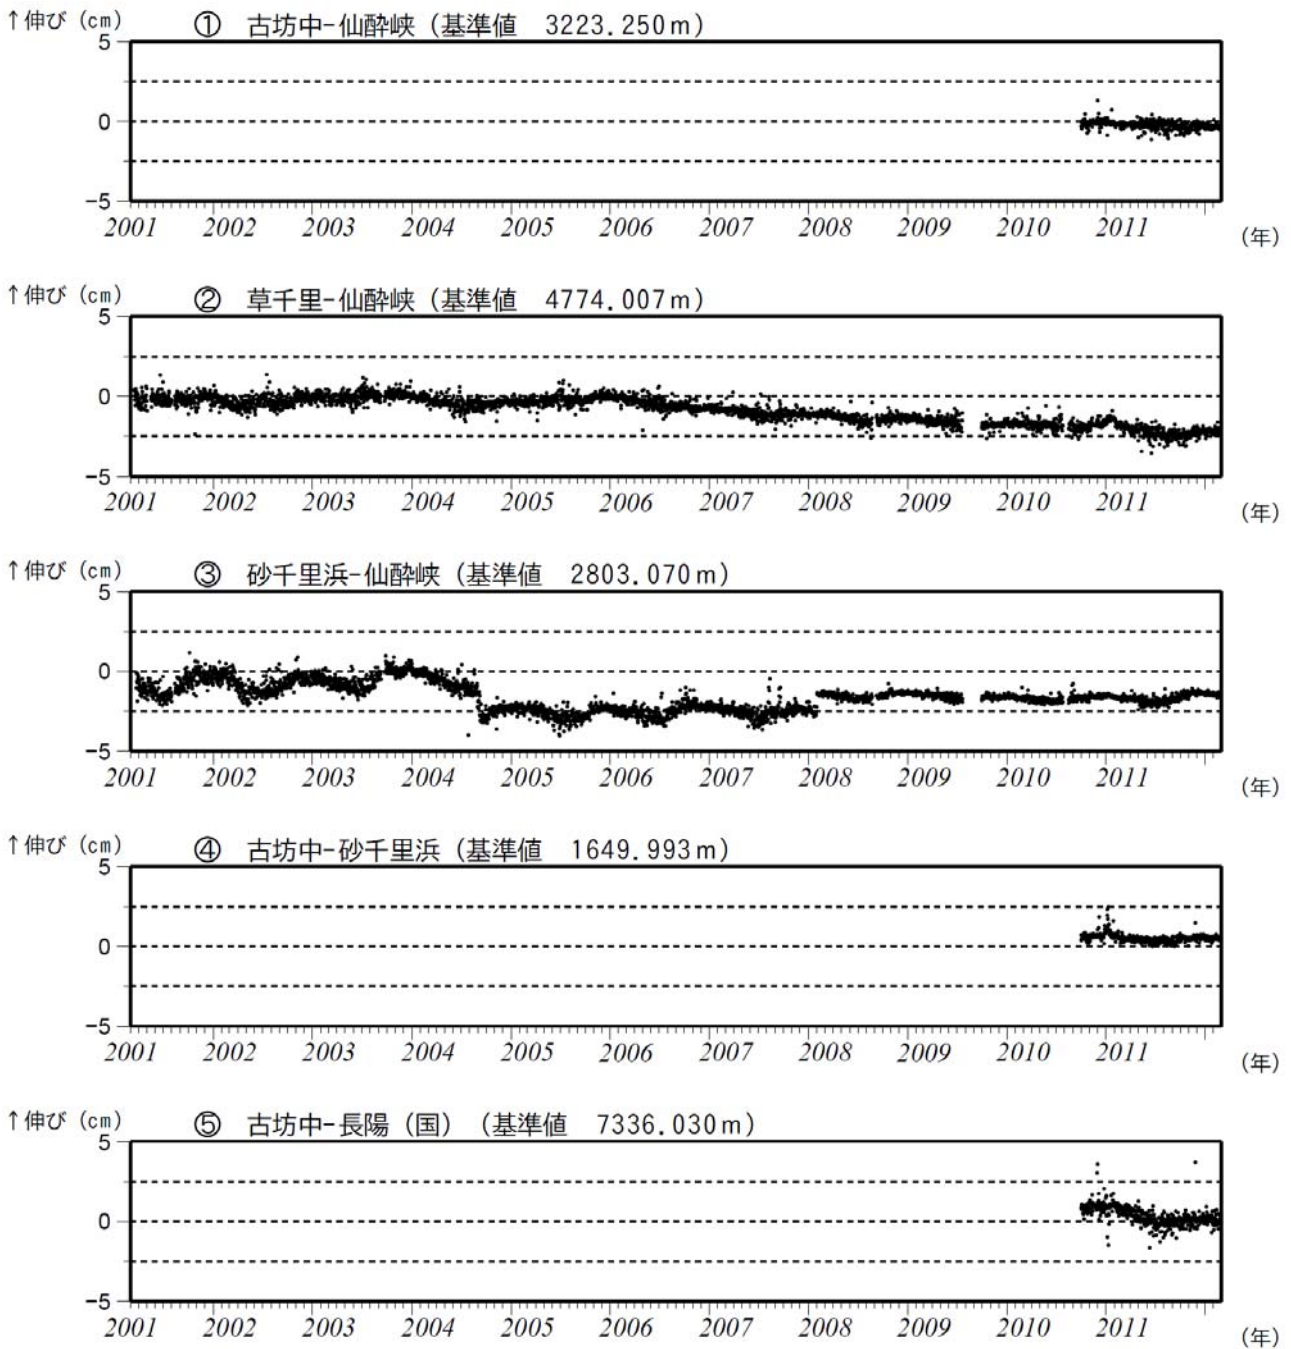 ↑伸び（cm） ① 古坊中-仙酔峡（基準値 3223.250m）
5
0
-5
2001 2002 2003 2004 2005 2006 2007 2008 2009 2010 2011 （年）
↑伸び（cm） ② 草千里-仙酔峡（基準値 4774.007m）
5
0
-5
2001 2002 2003 2004 2005 2006 2007 2008 2009 2010 2011 （年）
↑伸び（cm） ③ 砂千里浜-仙酔峡（基準値 2803.070m）
5
0
-5
2001 2002 2003 2004 2005 2006 2007 2008 2009 2010 2011 （年）
↑伸び（cm） ④ 古坊中-砂千里浜（基準値 1649.993m）
5
0
-5
2001 2002 2003 2004 2005 2006 2007 2008 2009 2010 2011 （年）
↑伸び（cm） ⑤ 古坊中-長陽（国）（基準値 7336.030m）
5
0
-5
2001 2002 2003 2004 2005 2006 2007 2008 2009 2010 2011 （年）